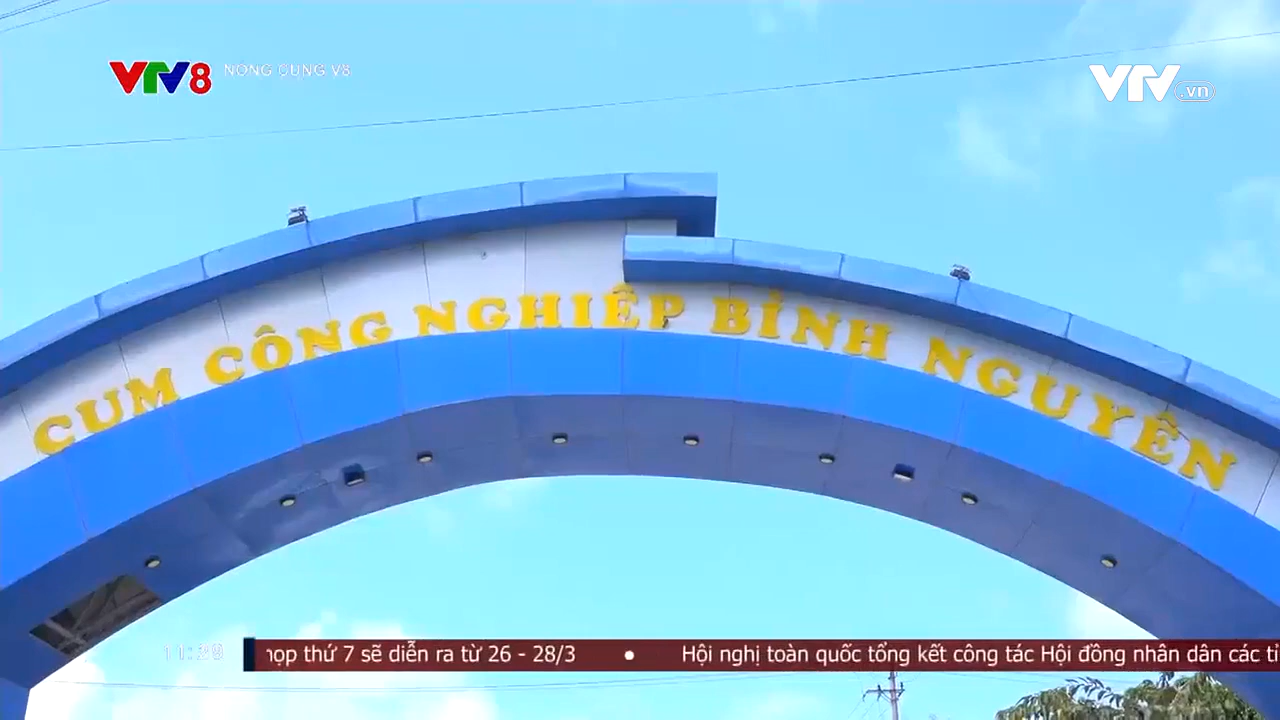 VTV8 NÓNG CÙNG V8
VTV.vn
CỤM CÔNG NGHIỆP BÌNH NGUYÊN
11:29
họp thứ 7 sẽ diễn ra từ 26 - 28/3 • Hội nghị toàn quốc tổng kết công tác Hội đồng nhân dân các tỉ